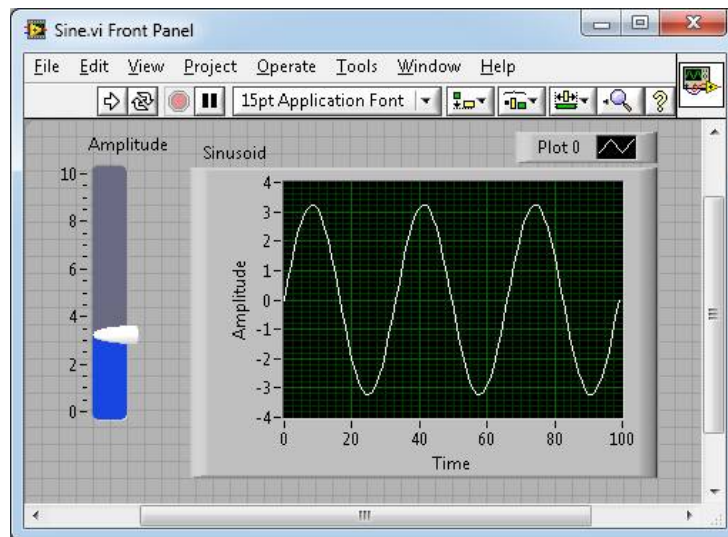 Sine.vi Front Panel
File Edit View Project Operate Tools Window Help
15pt Application Font
Amplitude
Sinusoid
Plot 0
10
8
6
4
2
0
Amplitude
4
3
2
1
0
-1
-2
-3
-4
0 20 40 60 80 100
Time